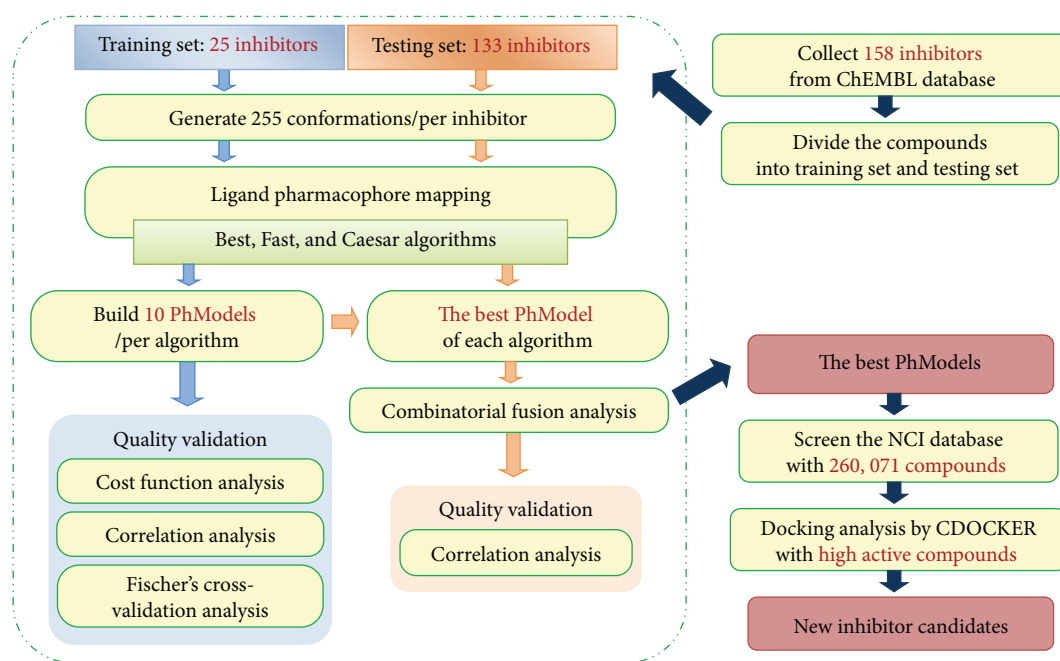 Training set: 25 inhibitors
Testing set: 133 inhibitors
Generate 255 conformations/per inhibitor
Ligand pharmacophore mapping
Best, Fast, and Caesar algorithms
Build 10 PhModels
/per algorithm
The best PhModel
of each algorithm
Combinatorial fusion analysis
Quality validation
Cost function analysis
Correlation analysis
Fischer's cross-
validation analysis
Quality validation
Correlation analysis
Collect 158 inhibitors
from ChEMBL database
Divide the compounds
into training set and testing set
The best PhModels
Screen the NCI database
with 260, 071 compounds
Docking analysis by CDOCKER
with high active compounds
New inhibitor candidates